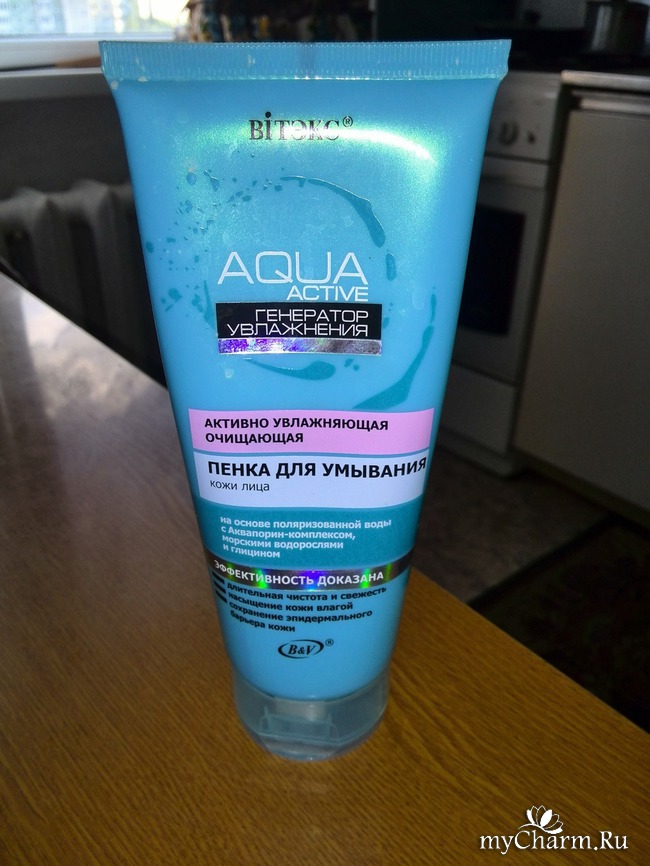 ВіТЭКС®
AQUA
ACTIVE
ГЕНЕРАТОР
УВЛАЖНЕНИЯ
АКТИВНО УВЛАЖНЯЮЩАЯ
ОЧИЩАЮЩАЯ
ПЕНКА ДЛЯ УМЫВАНИЯ
кожи лица
на основе поляризованной воды
с Аквапорин-комплексом,
морскими водорослями
и глицином
ЭФФЕКТИВНОСТЬ ДОКАЗАНА
длительная чистота и свежесть
насыщение кожи влагой
сохранение эпидермального
барьера кожи
B&V®
myCharm.Ru